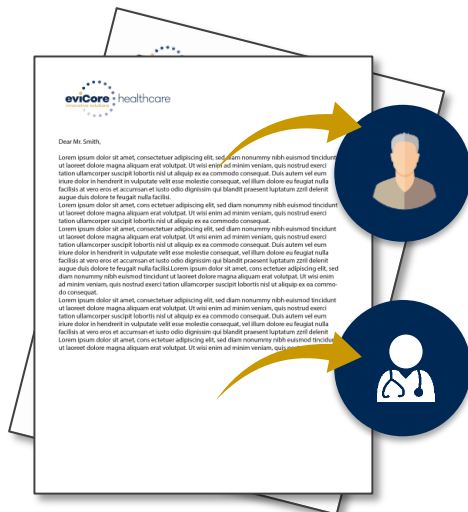 eviCore healthcare
innovative solutions
Dear Mr. Smith,
Lorem ipsum dolor sit amet, consectetuer adipiscing elit, sed diam nonummy nibh euismod tincidunt
ut laoreet dolore magna aliquam erat volutpat. Ut wisi enim ad minim veniam, quis nostrud exerci
tation ullamcorper suscipit lobortis nisl ut aliquip ex ea commodo consequat. Duis autem vel eum
iriure dolor in hendrerit in vulputate velit esse molestie consequat, vel illum dolore eu feugiat nulla
facilisis at vero eros et accumsan et iusto odio dignissim qui blandit praesent luptatum zzril delenit
augue duis dolore te feugait nulla facilisi.
Lorem ipsum dolor sit amet, cons ectetuer adipiscing elit, sed diam nonummy nibh euismod tincidunt
ut laoreet dolore magna aliquam erat volutpat. Ut wisi enim ad minim veniam, quis nostrud exerci
tation ullamcorper suscipit lobortis nisl ut aliquip ex ea commodo consequat.
Lorem ipsum dolor sit amet, consectetuer adipiscing elit, sed diam nonummy nibh euismod tincidunt
ut laoreet dolore magna aliquam erat volutpat. Ut wisi enim ad minim veniam, quis nostrud exerci
tation ullamcorper suscipit lobortis nisl ut aliquip ex ea commodo consequat. Duis autem vel eum
iriure dolor in hendrerit in vulputate velit esse molestie consequat, vel illum dolore eu feugiat nulla
facilisis at vero eros et accumsan et iusto odio dignissim qui blandit praesent luptatum zzril delenit
augue duis dolore te feugait nulla facilisi.Lorem ipsum dolor sit amet, cons ectetuer adipiscing elit, sed
diam nonummy nibh euismod tincidunt ut laoreet dolore magna aliquam erat volutpat. Ut wisi enim
ad minim veniam, quis nostrud exerci tation ullamcorper suscipit lobortis nisl ut aliquip ex ea commo-
do consequat.
Lorem ipsum dolor sit amet, consectetuer adipiscing elit, sed diam nonummy nibh euismod tincidunt
ut laoreet dolore magna aliquam erat volutpat. Ut wisi enim ad minim veniam, quis nostrud exerci
tation ullamcorper suscipit lobortis nisl ut aliquip ex ea commodo consequat. Duis autem vel eum
iriure dolor in hendrerit in vulputate velit esse molestie consequat, vel illum dolore eu feugiat nulla
facilisis at vero eros et accumsan et iusto odio dignissim qui blandit praesent luptatum zzril delenit
Lorem ipsum dolor sit amet, cons ectetuer adipiscing elit, sed diam nonummy nibh euismod tincidunt
ut laoreet dolore magna aliquam erat volutpat. Ut wisi enim ad minim veniam, quis